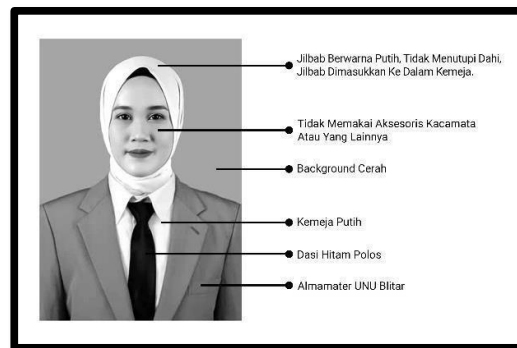 Jilbab Berwarna Putih, Tidak Menutupi Dahi,
Jilbab Dimasukkan Ke Dalam Kemeja.
Tidak Memakai Aksesoris Kacamata
Atau Yang Lainnya
Background Cerah
Kemeja Putih
Dasi Hitam Polos
Almamater UNU Blitar